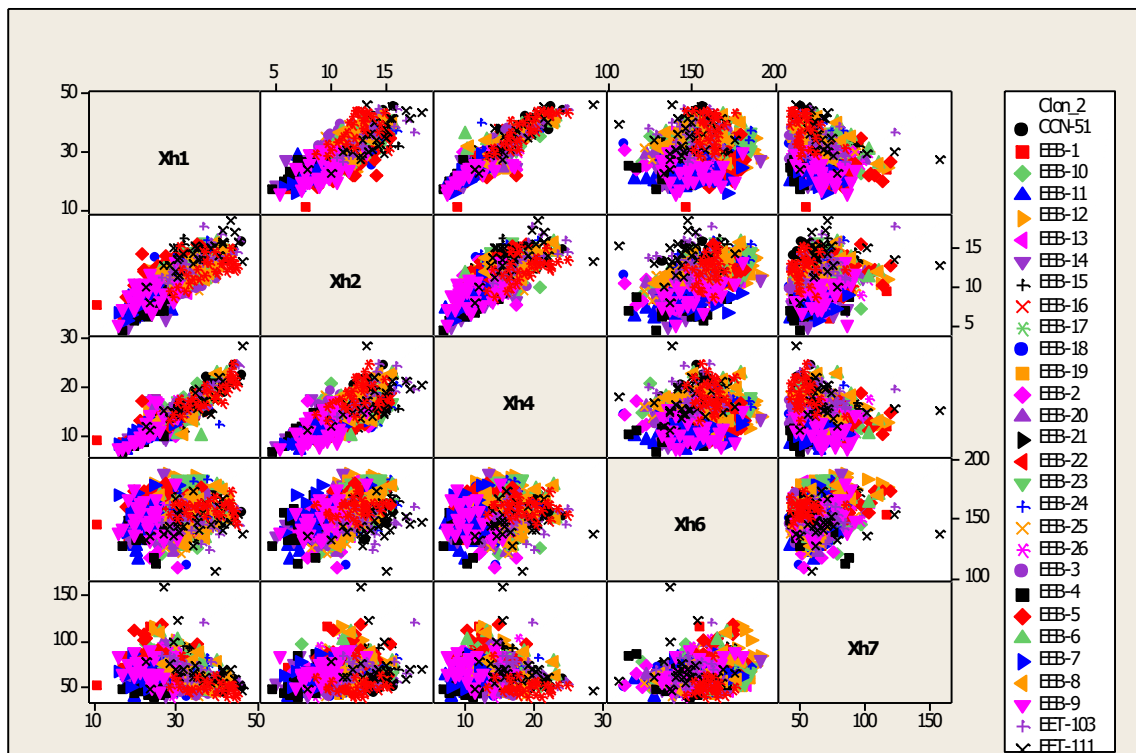 5 10 15 100 150 200
50
30
10
Xh1
Xh2
15
10
5
30
20
10
Xh4
Xh6
200
150
100
150
100
50
Xh7
10 30 50 10 20 30 50 100 150
Clon_2
CCN-51
EEB-1
EEB-10
EEB-11
EEB-12
EEB-13
EEB-14
EEB-15
EEB-16
EEB-17
EEB-18
EEB-19
EEB-2
EEB-20
EEB-21
EEB-22
EEB-23
EEB-24
EEB-25
EEB-26
EEB-3
EEB-4
EEB-5
EEB-6
EEB-7
EEB-8
EEB-9
EET-103
EET-111